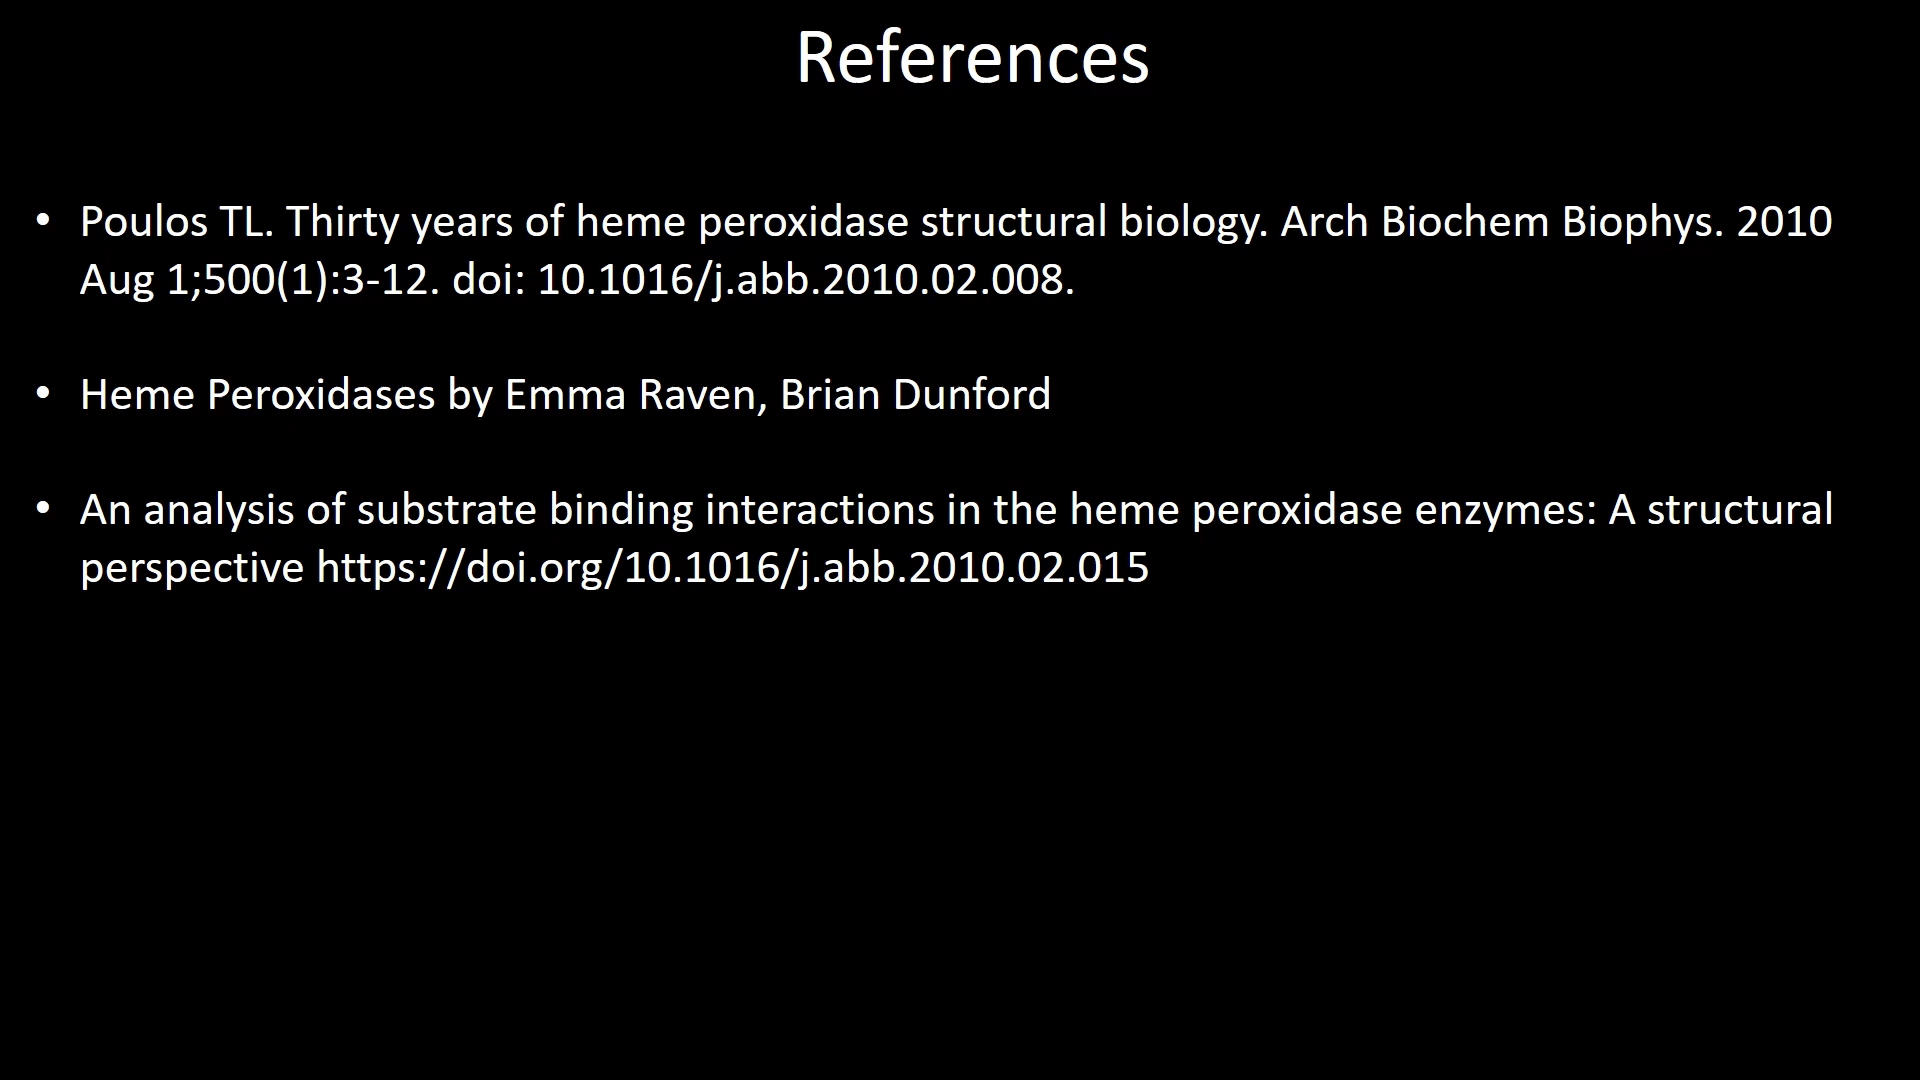 References
• Poulos TL. Thirty years of heme peroxidase structural biology. Arch Biochem Biophys. 2010
Aug 1;500(1):3-12. doi: 10.1016/j.abb.2010.02.008.
• Heme Peroxidases by Emma Raven, Brian Dunford
• An analysis of substrate binding interactions in the heme peroxidase enzymes: A structural
perspective https://doi.org/10.1016/j.abb.2010.02.015